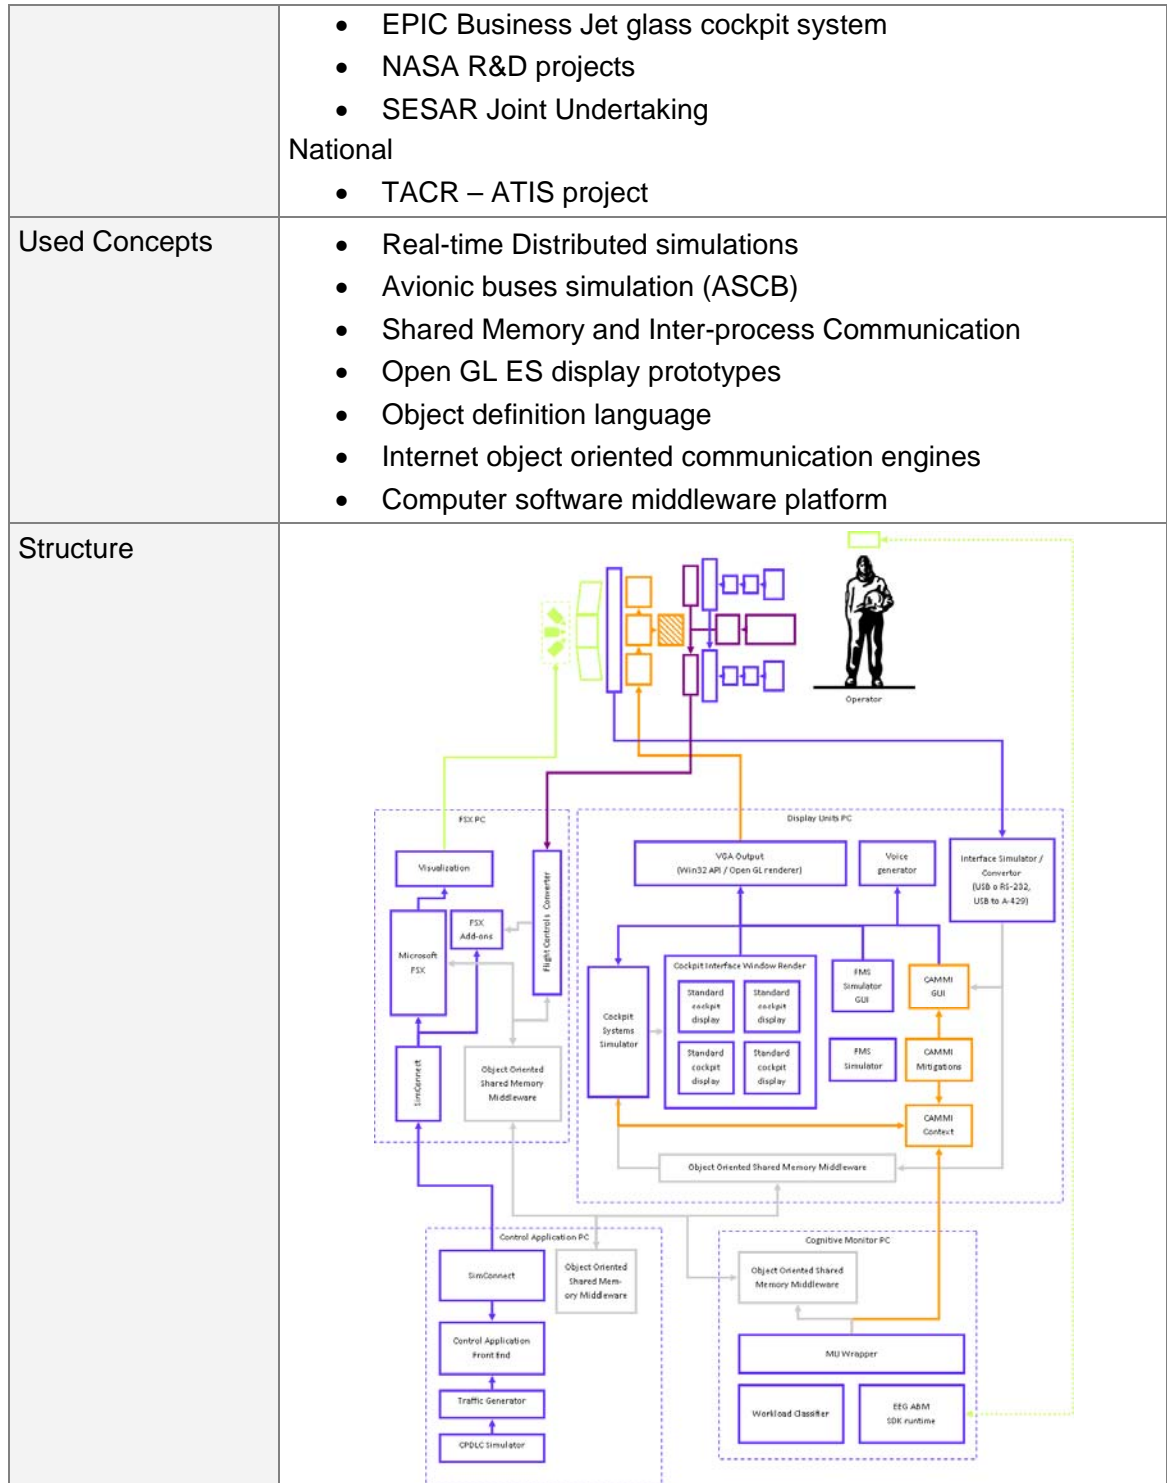 • EPIC Business Jet glass cockpit system
• NASA R&D projects
• SESAR Joint Undertaking
National
• TACR – ATIS project
Used Concepts
• Real-time Distributed simulations
• Avionic buses simulation (ASCB)
• Shared Memory and Inter-process Communication
• Open GL ES display prototypes
• Object definition language
• Internet object oriented communication engines
• Computer software middleware platform
Structure
Operator
FSX PC
Visualization
FSX
Add-ons
Microsoft
FSX
Flight Controls Converter
SimConnect
Object Oriented
Shared Memory
Middleware
Display Units PC
VGA Output
(Win32 API / Open GL renderer)
Voice
generator
Interface Simulator /
Convertor
(USB o RS-232,
USB to A-429)
Cockpit
Systems
Simulator
Cockpit Interface Window Render
Standard
cockpit
display
Standard
cockpit
display
Standard
cockpit
display
Standard
cockpit
display
FMS
Simulator
GUI
CAMMI
GUI
FMS
Simulator
CAMMI
Mitigations
CAMMI
Context
Object Oriented Shared Memory Middleware
Control Application PC
SimConnect
Object Oriented
Shared Mem-
ory Middleware
Control Application
Front End
Traffic Generator
CPDLC Simulator
Cognitive Monitor PC
Object Oriented Shared
Memory Middleware
MU Wrapper
Workload Classifier
EEG ABM
SDK runtime